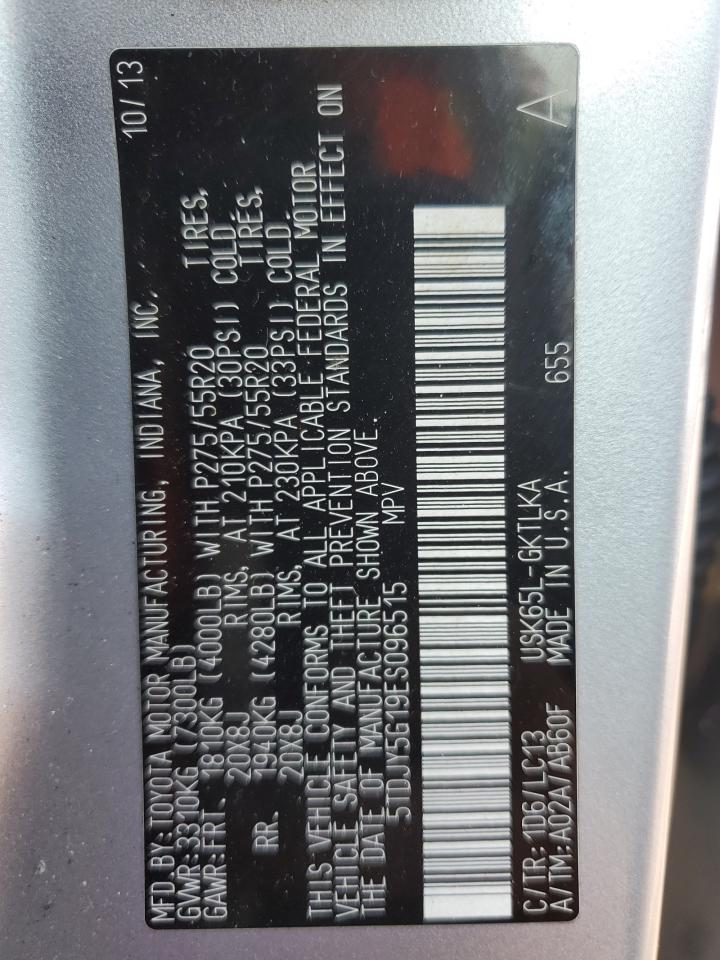 MFD. BY: TOYOTA MOTOR MANUFACTURING, INDIANA, INC. 10/13
GVWR: 3310KG (7300LB)
GAWR: FRT. 1810KG (4000LB) WITH P275/55R20 TIRES,
20X8J RIMS, AT 210KPA (30PSI) COLD.
RR. 1940KG (4280LB) WITH P275/55R20 TIRES,
20X8J RIMS, AT 230KPA (33PSI) COLD.
THIS VEHICLE CONFORMS TO ALL APPLICABLE FEDERAL MOTOR
VEHICLE SAFETY AND THEFT PREVENTION STANDARDS IN EFFECT ON
THE DATE OF MANUFACTURE SHOWN ABOVE.
5TDJY5G19ES096515 MPV
C/TR: 1D6/LC13 USK65L-GKTLKA A
A/TM: A02A/AB60F MADE IN U.S.A. 655